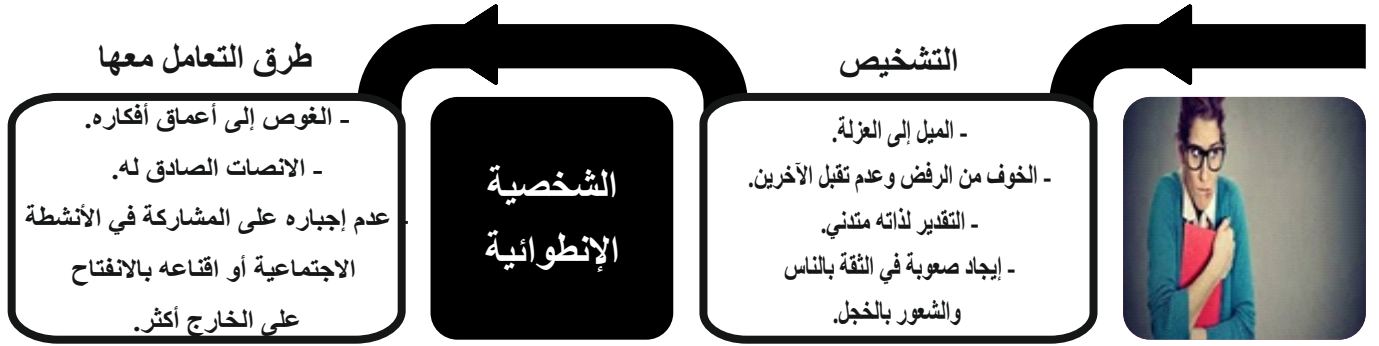 التشخيص
- الميل إلى العزلة.
- الخوف من الرفض وعدم تقبل الآخرين.
- التقدير لذاته متدني.
- إيجاد صعوبة في الثقة بالناس
والشعور بالخجل.
الشخصية
الإنطوائية
طرق التعامل معها
- الغوص إلى أعماق أفكاره.
- الانصات الصادق له.
- عدم إجباره على المشاركة في الأنشطة
الاجتماعية أو اقناعه بالانفتاح
على الخارج أكثر.